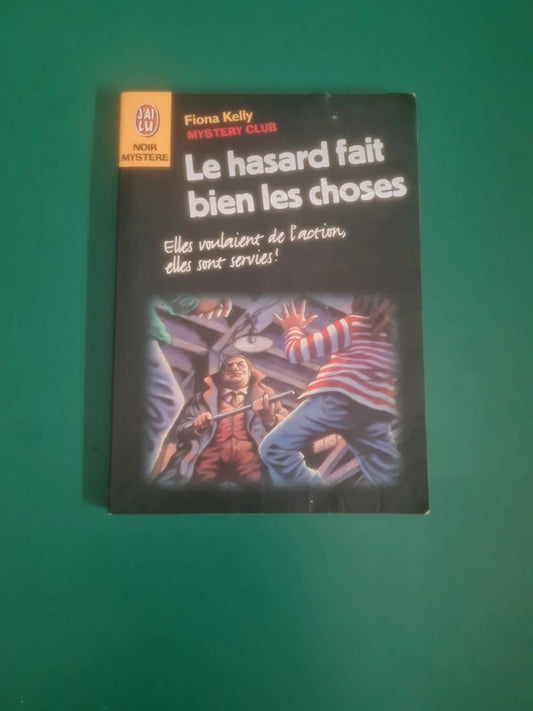 J'AI
LU
NOIR
MYSTÈRE
Fiona Kelly
MYSTERY CLUB
Le hasard fait
bien les choses
Elles voulaient de l'action,
elles sont servies!